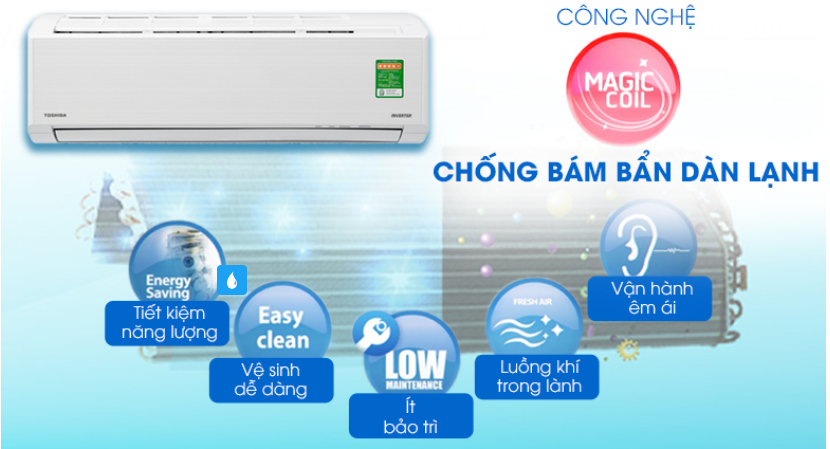 CÔNG NGHỆ
MAGIC
COIL
TOSHIBA
INVERTER
CHỐNG BÁM BẨN DÀN LẠNH
Energy
Saving
Tiết kiệm
năng lượng
Easy
clean
Vệ sinh
dễ dàng
LOW
MAINTENANCE
Ít
bảo trì
FRESH AIR
Luồng khí
trong lành
Vận hành
êm ái